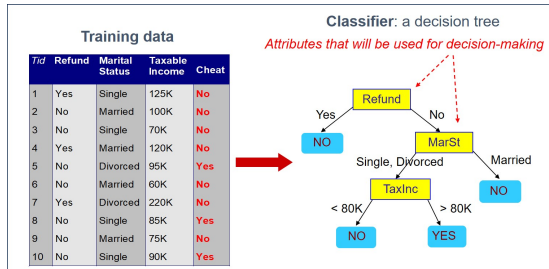 Training data
Tid Refund Marital Status Taxable Income Cheat
1 Yes Single 125K No
2 No Married 100K No
3 No Single 70K No
4 Yes Married 120K No
5 No Divorced 95K Yes
6 No Married 60K No
7 Yes Divorced 220K No
8 No Single 85K Yes
9 No Married 75K No
10 No Single 90K Yes
Classifier: a decision tree
Attributes that will be used for decision-making
Refund
Yes No
NO MarSt
Single, Divorced Married
TaxInc NO
< 80K > 80K
NO YES